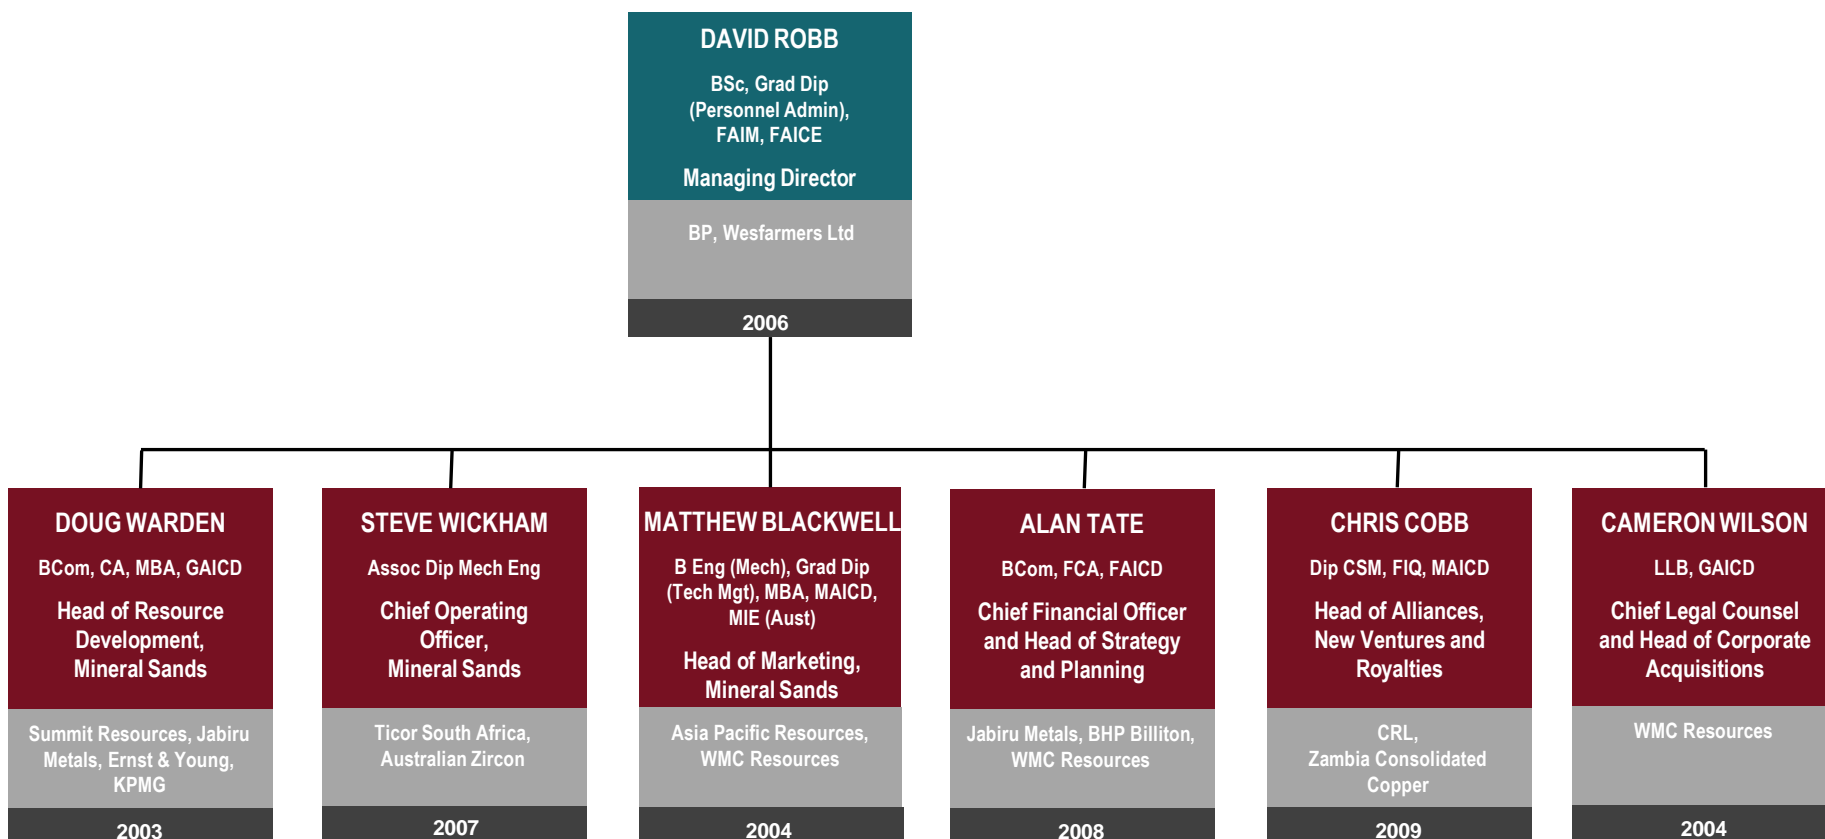 DAVID ROBB
BSc, Grad Dip
(Personnel Admin),
FAIM, FAICE
Managing Director
BP, Wesfarmers Ltd
2006
DOUG WARDEN
BCom, CA, MBA, GAICD
Head of Resource
Development,
Mineral Sands
Summit Resources, Jabiru
Metals, Ernst & Young,
KPMG
2003
STEVE WICKHAM
Assoc Dip Mech Eng
Chief Operating
Officer,
Mineral Sands
Ticor South Africa,
Australian Zircon
2007
MATTHEW BLACKWELL
B Eng (Mech), Grad Dip
(Tech Mgt), MBA, MAICD,
MIE (Aust)
Head of Marketing,
Mineral Sands
Asia Pacific Resources,
WMC Resources
2004
ALAN TATE
BCom, FCA, FAICD
Chief Financial Officer
and Head of Strategy
and Planning
Jabiru Metals, BHP Billiton,
WMC Resources
2008
CHRIS COBB
Dip CSM, FIQ, MAICD
Head of Alliances,
New Ventures and
Royalties
CRL,
Zambia Consolidated
Copper
2009
CAMERON WILSON
LLB, GAICD
Chief Legal Counsel
and Head of Corporate
Acquisitions
WMC Resources
2004